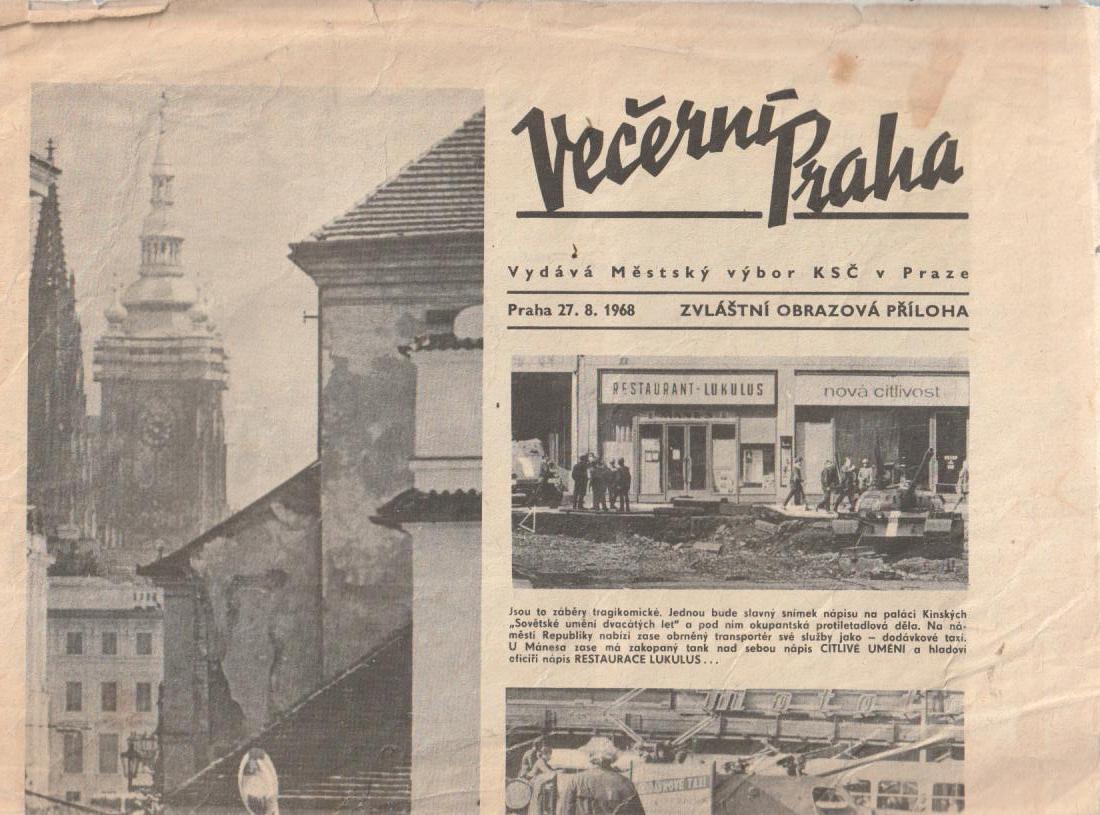 Večerní Praha
Vydává Městský výbor KSČ v Praze
Praha 27. 8. 1968 ZVLÁŠTNÍ OBRAZOVÁ PŘÍLOHA
RESTAURANT-LUKULUS
nová citlivost
Jsou to záběry tragikomické. Jednou bude slavný snímek nápisu na paláci Kinských
„Sovětské umění dvacátých let" a pod ním okupantská protiletadlová děla. Na ná-
městí Republiky nabízí zase obrněný transportér své služby jako — dodávkové taxi.
U Mánesa zase má zakopaný tank nad sebou nápis CITLIVÉ UMĚNÍ a hladoví
oficíři nápis RESTAURACE LUKULUS...
TAXI